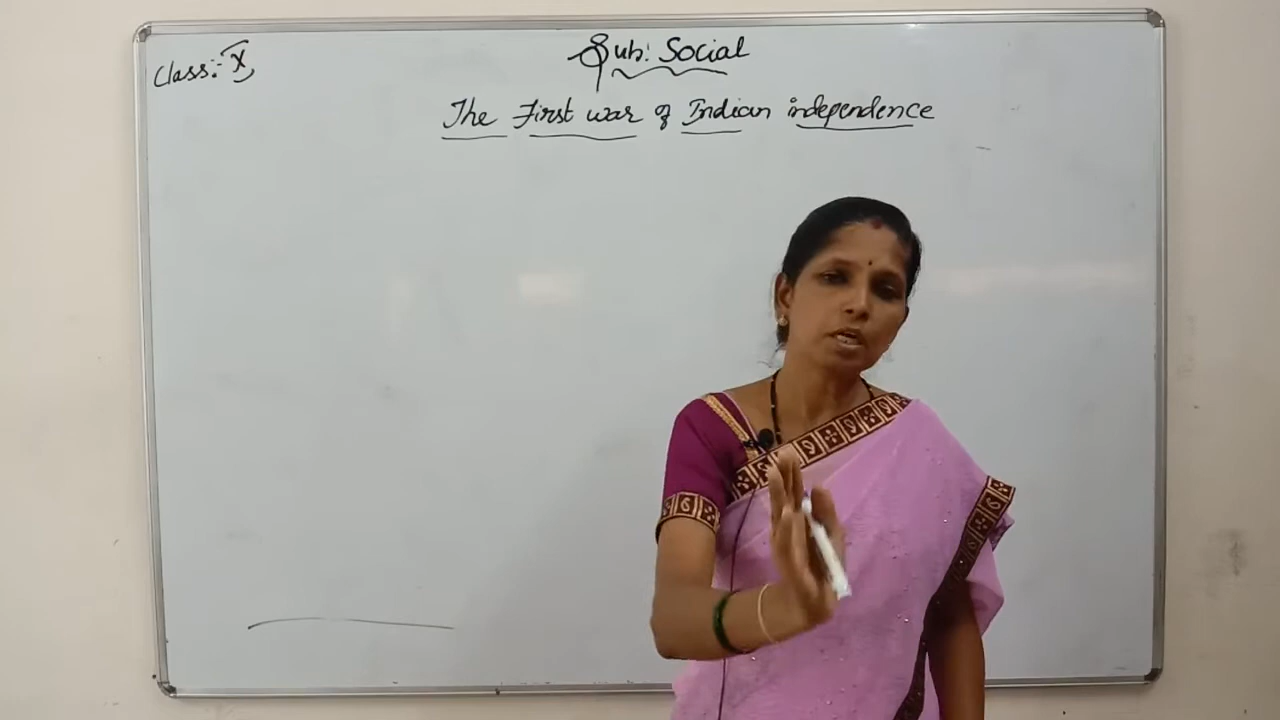 Class:- X
Sub: Social
The First war of Indian independence